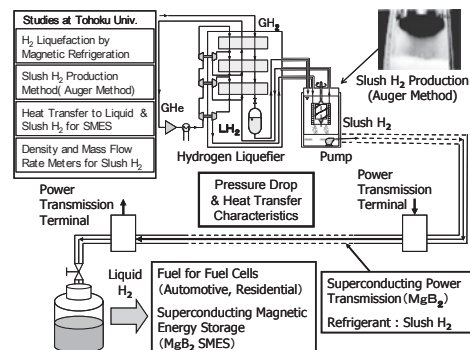 Studies at Tohoku Univ.
H₂ Liquefaction by
Magnetic Refrigeration
Slush H₂ Production
Method( Auger Method)
Heat Transfer to Liquid &
Slush H₂ for SMES
Density and Mass Flow
Rate Meters for Slush H₂
GH₂
GHe
LH₂
Hydrogen Liquefier
Slush H₂ Production
(Auger Method)
Slush H₂
Pump
Power
Transmission
Terminal
Pressure Drop
& Heat Transfer
Characteristics
Power
Transmission
Terminal
Liquid
H₂
Fuel for Fuel Cells
(Automotive, Residential)
Superconducting Magnetic
Energy Storage
(MgB₂ SMES)
Superconducting Power
Transmission(MgB₂)
Refrigerant : Slush H₂